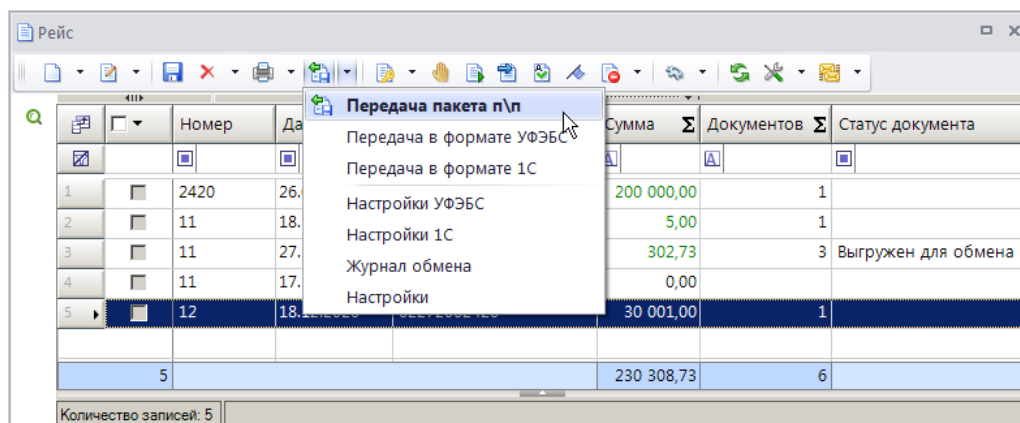 Рейс
Передача пакета п\п
Передача в формате УФЭБС
Передача в формате 1С
Настройки УФЭБС
Настройки 1С
Журнал обмена
Настройки
Номер Да Сумма Σ Документов Σ Статус документа
A A
1 2420 26. 200 000,00 1
2 11 18. 5,00 1
3 11 27. 302,73 3 Выгружен для обмена
4 11 17. 0,00
5 12 30 001,00 1
5 230 308,73 6
Количество записей: 5